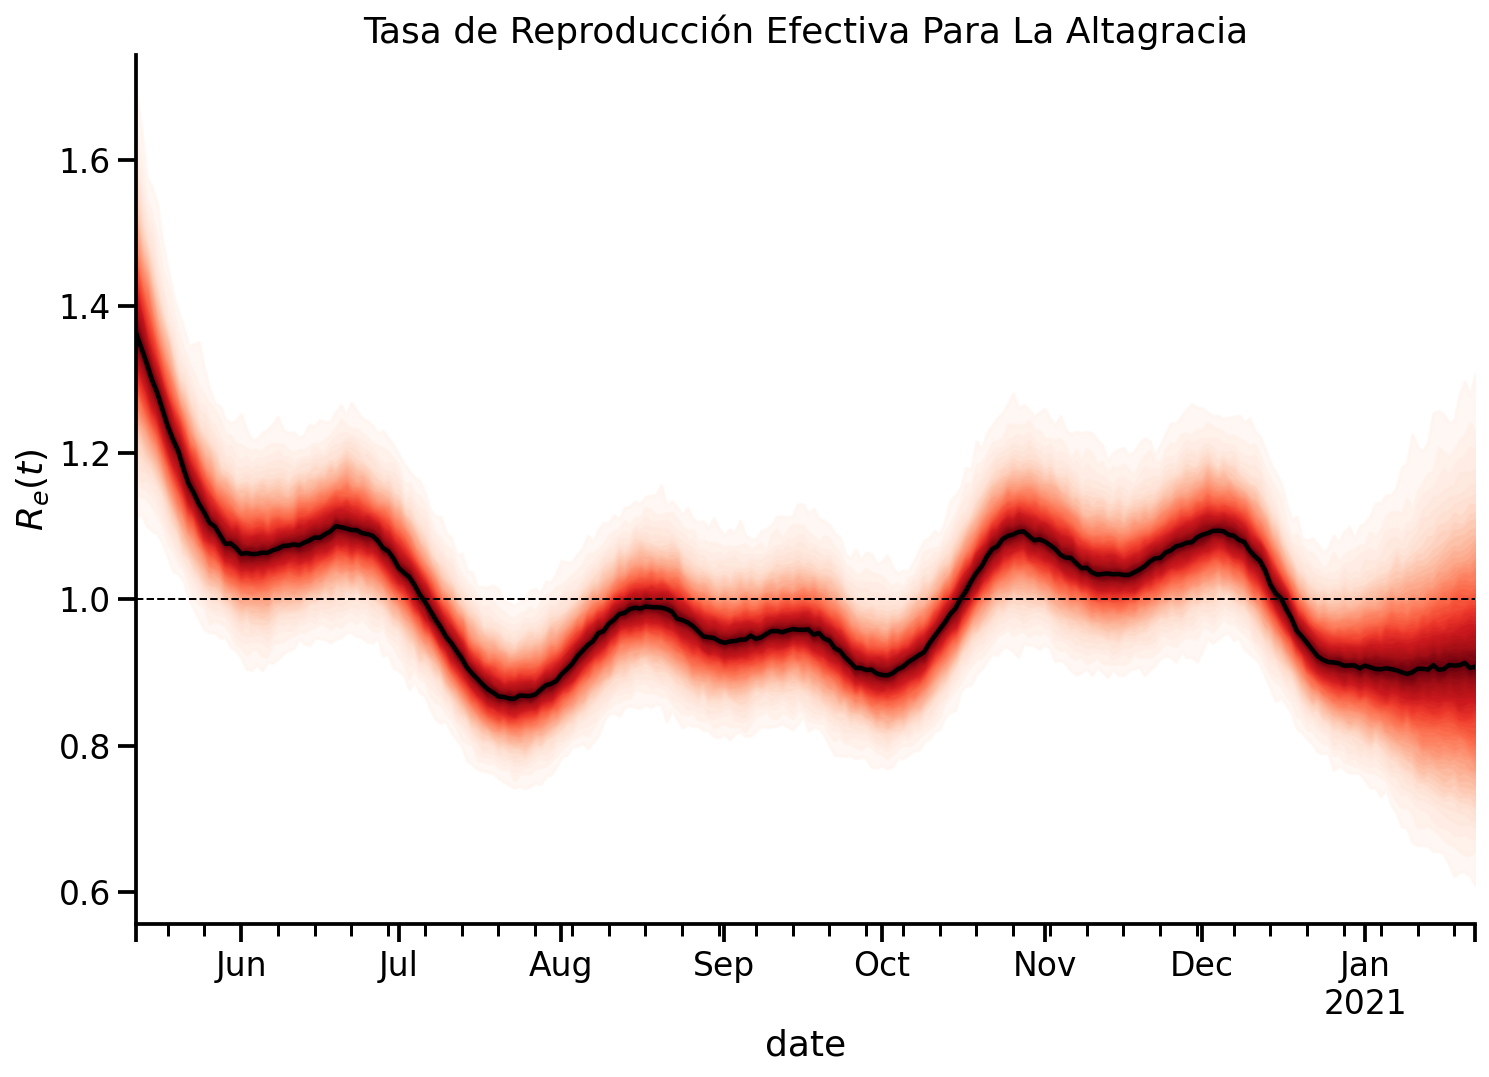 Tasa de Reproducción Efectiva Para La Altagracia
1.6
1.4
1.2
1.0
0.8
0.6
Re(t)
Jun Jul Aug Sep Oct Nov Dec Jan
2021
date